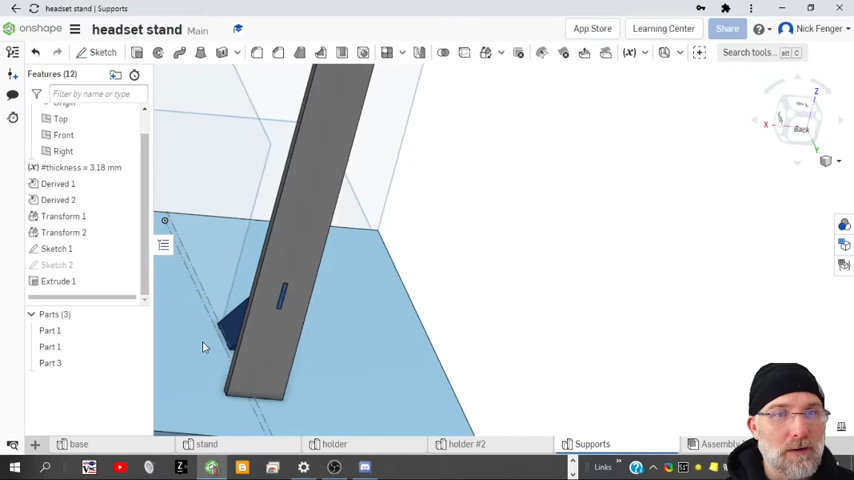 headset stand | Supports
onshape
headset stand Main
App Store
Learning Center
Share
Nick Fenger
Sketch
(x)
Search tools...
alt C
Features (12)
Filter by name or type
Origin
Top
Front
Right
(x) #thickness = 3.18 mm
Derived 1
Derived 2
Transform 1
Transform 2
Sketch 1
Sketch 2
Extrude 1
Parts (3)
Part 1
Part 1
Part 3
Z
X
Back
Y
base
stand
holder
holder #2
Supports
Assembly
Links